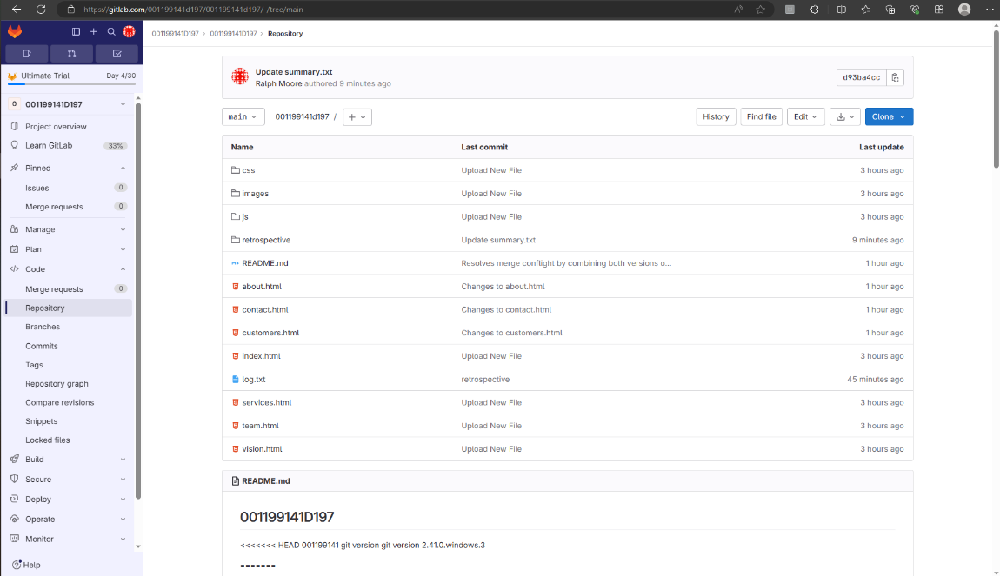 https://gitlab.com/001199141d197/001199141d197/-/tree/main
Ultimate Trial Day 4/30
0 001199141D197
Project overview
Learn GitLab 33%
Pinned
Issues 0
Merge requests 0
Manage
Plan
Code
Merge requests 0
Repository
Branches
Commits
Tags
Repository graph
Compare revisions
Snippets
Locked files
Build
Secure
Deploy
Operate
Monitor
Help
001199141D197 › 001199141D197 › Repository
Update summary.txt
Ralph Moore authored 9 minutes ago
d93ba4cc
main 001199141d197 / +
History Find file Edit Clone
Name Last commit Last update
css Upload New File 3 hours ago
images Upload New File 3 hours ago
js Upload New File 3 hours ago
retrospective Update summary.txt 9 minutes ago
README.md Resolves merge conflight by combining both versions o... 1 hour ago
about.html Changes to about.html 1 hour ago
contact.html Changes to contact.html 1 hour ago
customers.html Changes to customers.html 1 hour ago
index.html Upload New File 3 hours ago
log.txt retrospective 45 minutes ago
services.html Upload New File 3 hours ago
team.html Upload New File 3 hours ago
vision.html Upload New File 3 hours ago
README.md
001199141D197
<<<<<<< HEAD 001199141 git version git version 2.41.0.windows.3
=======